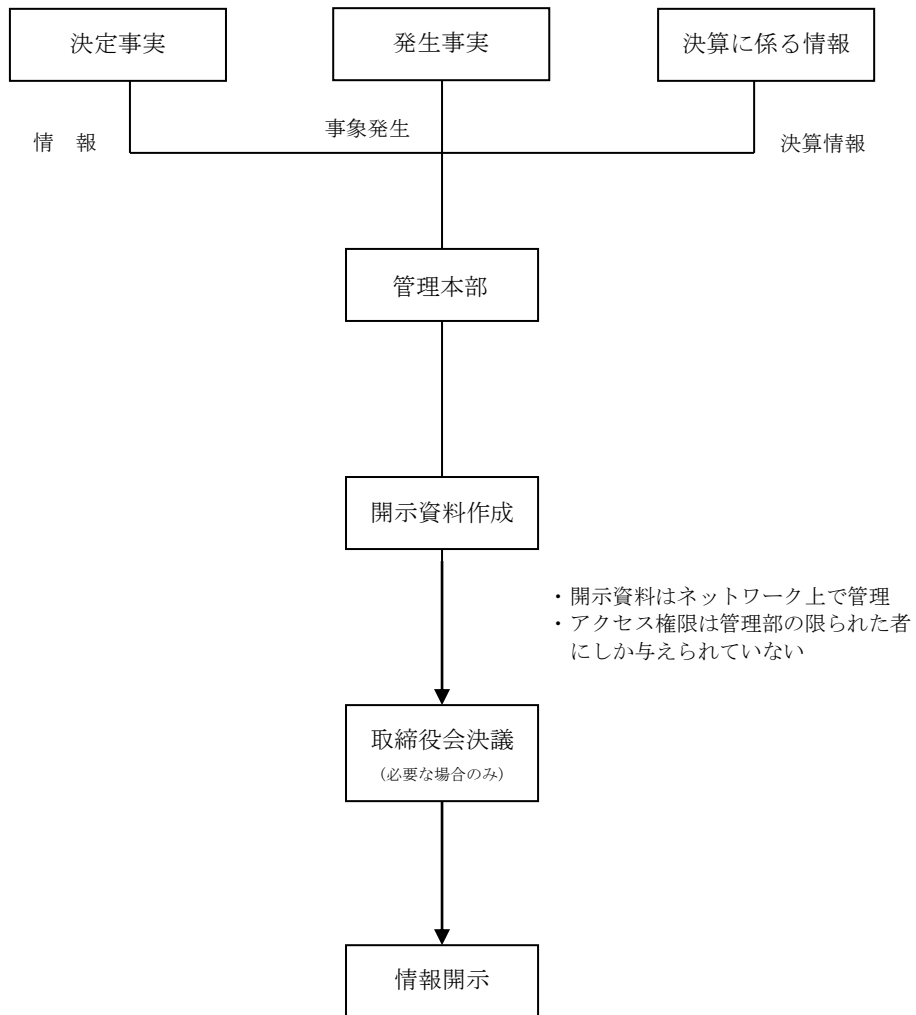 決定事実
発生事実
決算に係る情報
情　報
事象発生
決算情報
管理本部
開示資料作成
・開示資料はネットワーク上で管理
・アクセス権限は管理部の限られた者
にしか与えられていない
取締役会決議
（必要な場合のみ）
情報開示